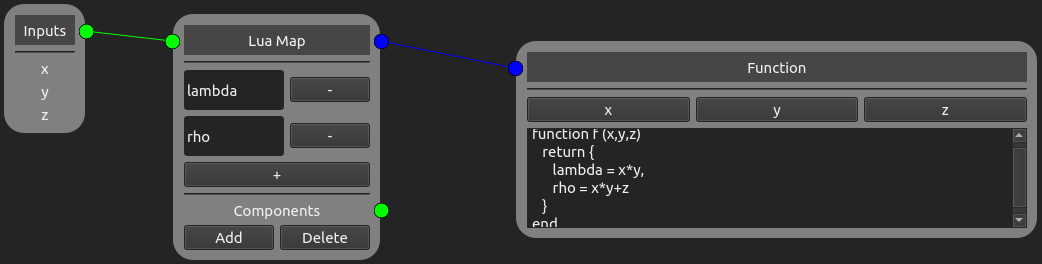 Inputs
x
y
z
Lua Map
lambda -
rho -
+
Components
Add Delete
Function
x y z
function f (x,y,z)
return {
lambda = x*y,
rho = x*y+z
}
end